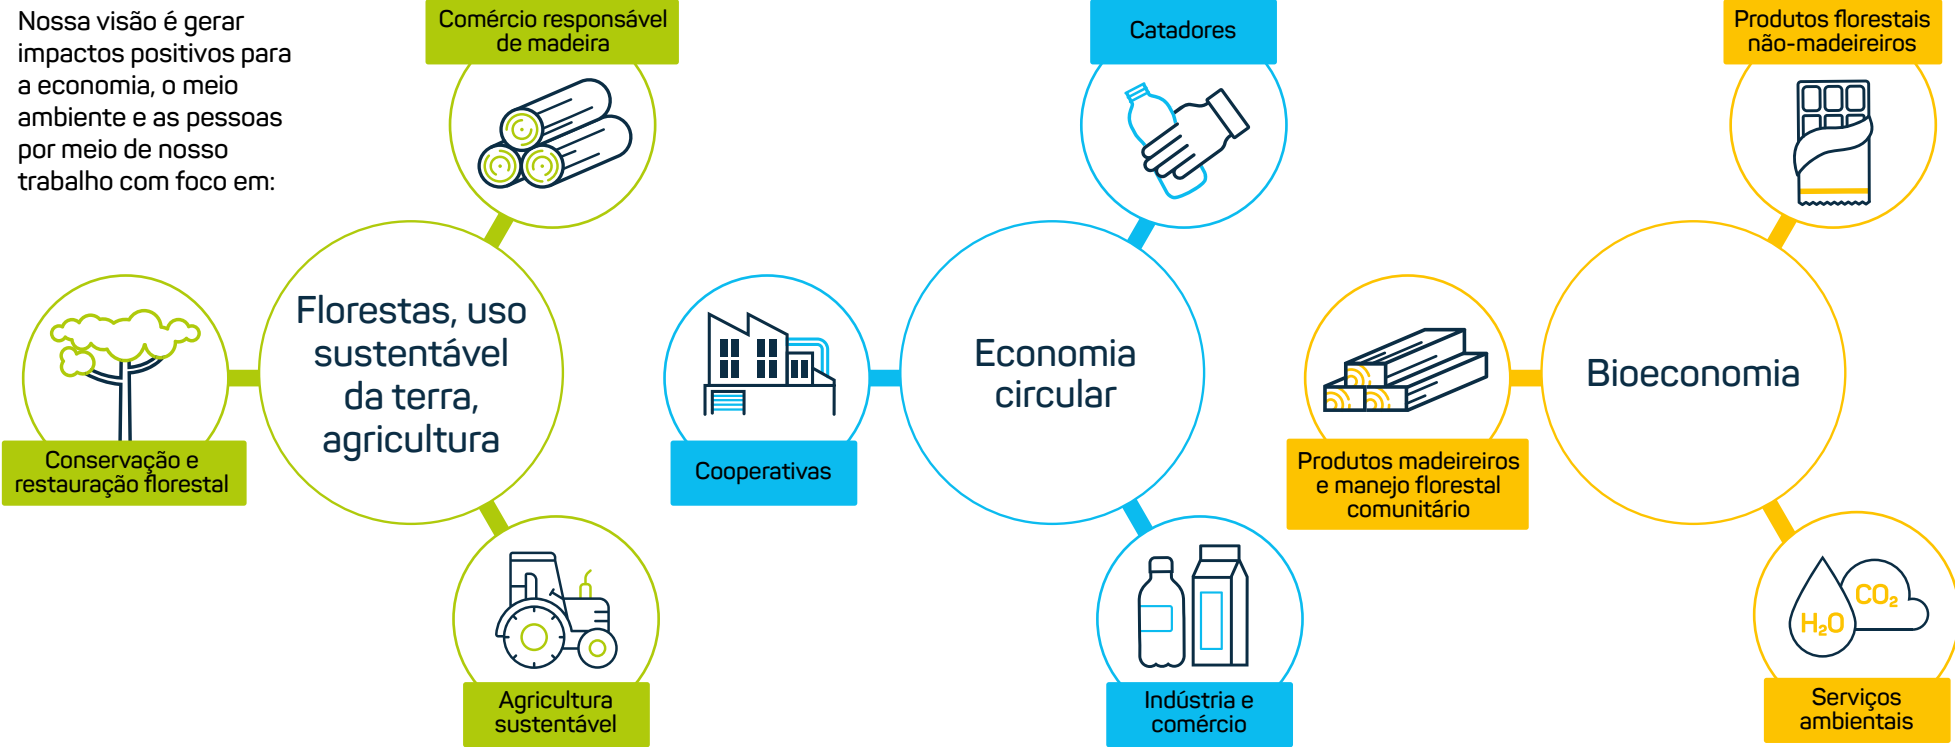 Nossa visão é gerar
impactos positivos para
a economia, o meio
ambiente e as pessoas
por meio de nosso
trabalho com foco em:
Comércio responsável
de madeira
Florestas, uso
sustentável
da terra,
agricultura
Conservação e
restauração florestal
Agricultura
sustentável
Catadores
Economia
circular
Cooperativas
Indústria e
comércio
Produtos florestais
não-madeireiros
Bioeconomia
Produtos madeireiros
e manejo florestal
comunitário
CO₂
H₂O
Serviços
ambientais